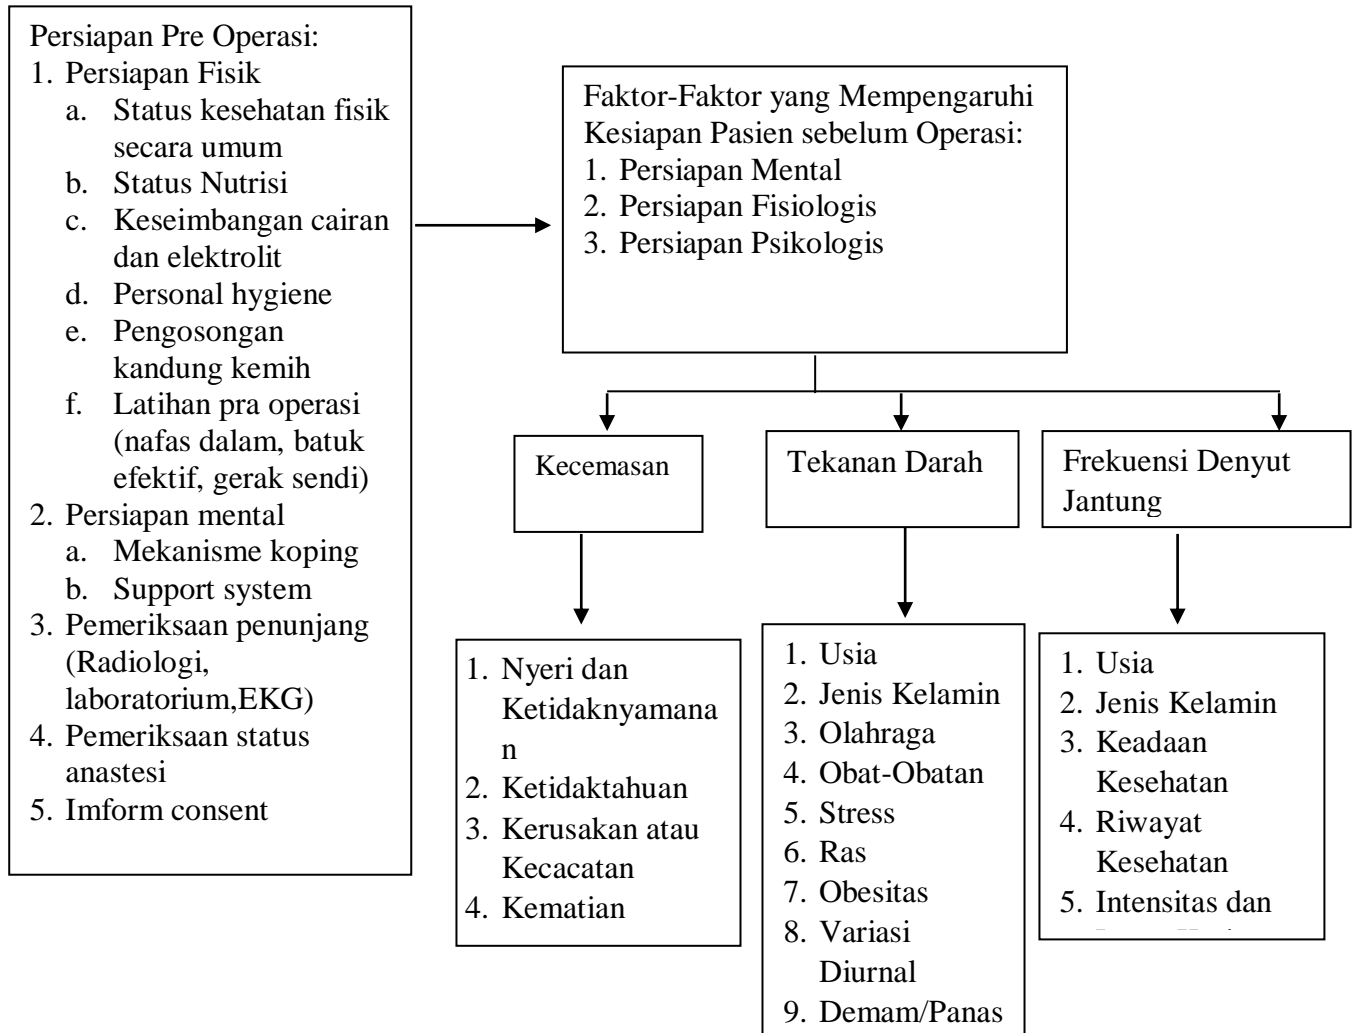 Persiapan Pre Operasi:
1. Persiapan Fisik
a. Status kesehatan fisik
secara umum
b. Status Nutrisi
c. Keseimbangan cairan
dan elektrolit
d. Personal hygiene
e. Pengosongan
kandung kemih
f. Latihan pra operasi
(nafas dalam, batuk
efektif, gerak sendi)
2. Persiapan mental
a. Mekanisme koping
b. Support system
3. Pemeriksaan penunjang
(Radiologi,
laboratorium,EKG)
4. Pemeriksaan status
anastesi
5. Imform consent
Faktor-Faktor yang Mempengaruhi
Kesiapan Pasien sebelum Operasi:
1. Persiapan Mental
2. Persiapan Fisiologis
3. Persiapan Psikologis
Kecemasan
Tekanan Darah
Frekuensi Denyut
Jantung
1. Nyeri dan
Ketidaknyamana
n
2. Ketidaktahuan
3. Kerusakan atau
Kecacatan
4. Kematian
1. Usia
2. Jenis Kelamin
3. Olahraga
4. Obat-Obatan
5. Stress
6. Ras
7. Obesitas
8. Variasi
Diurnal
9. Demam/Panas
1. Usia
2. Jenis Kelamin
3. Keadaan
Kesehatan
4. Riwayat
Kesehatan
5. Intensitas dan